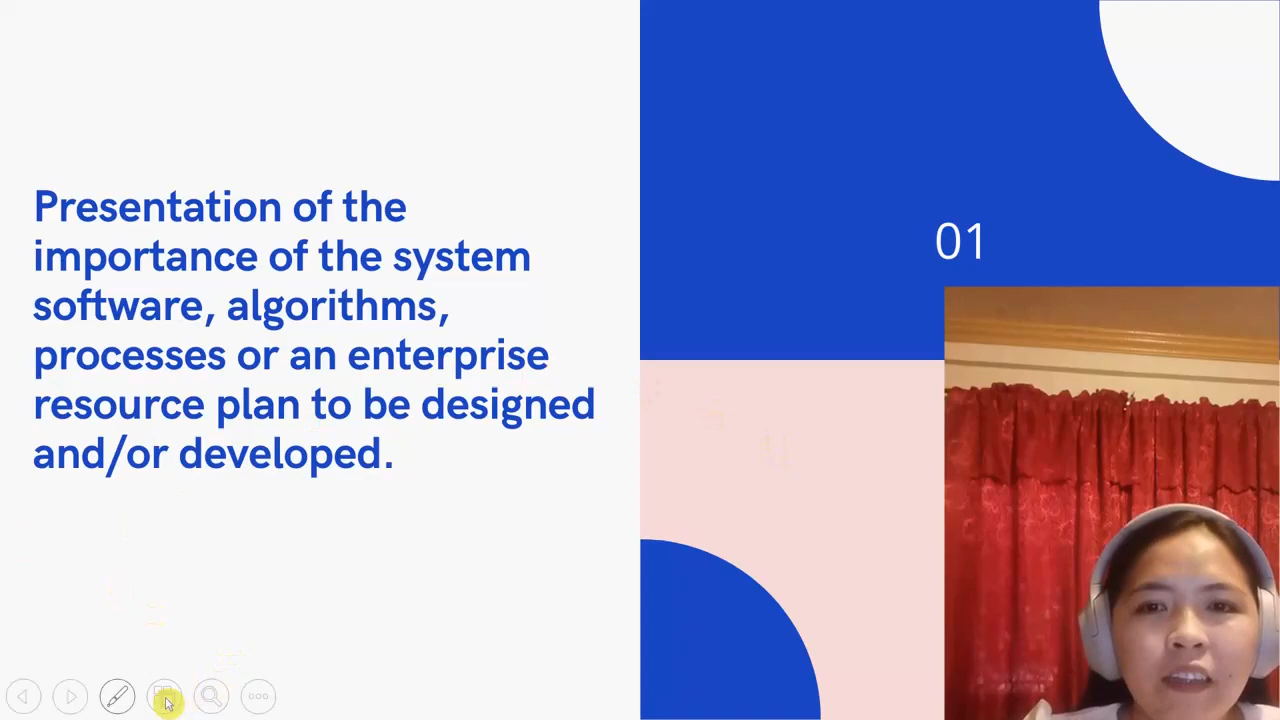 Presentation of the
importance of the system
software, algorithms,
processes or an enterprise
resource plan to be designed
and/or developed.
01